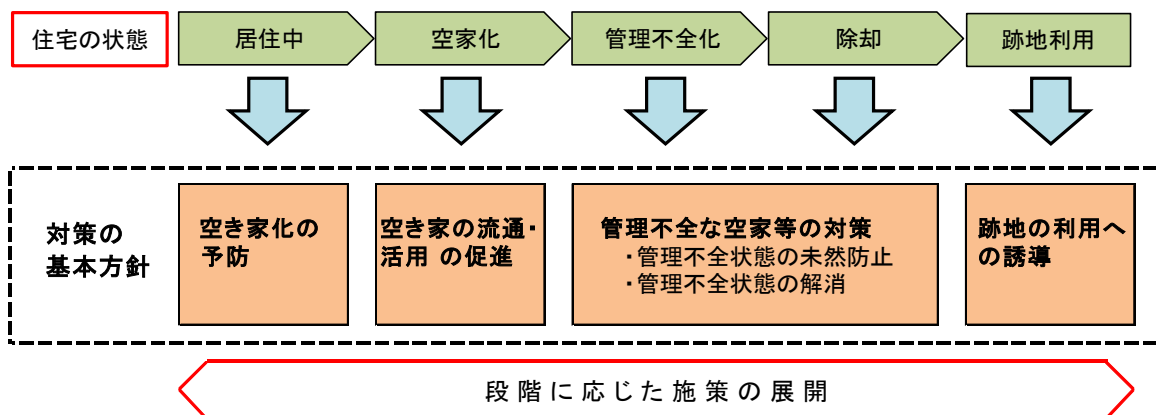 住宅の状態
居住中
空家化
管理不全化
除却
跡地利用
対策の
基本方針
空き家化の
予防
空き家の流通・
活用 の促進
管理不全な空家等の対策
・管理不全状態の未然防止
・管理不全状態の解消
跡地の利用へ
の誘導
段階に応じた施策の展開